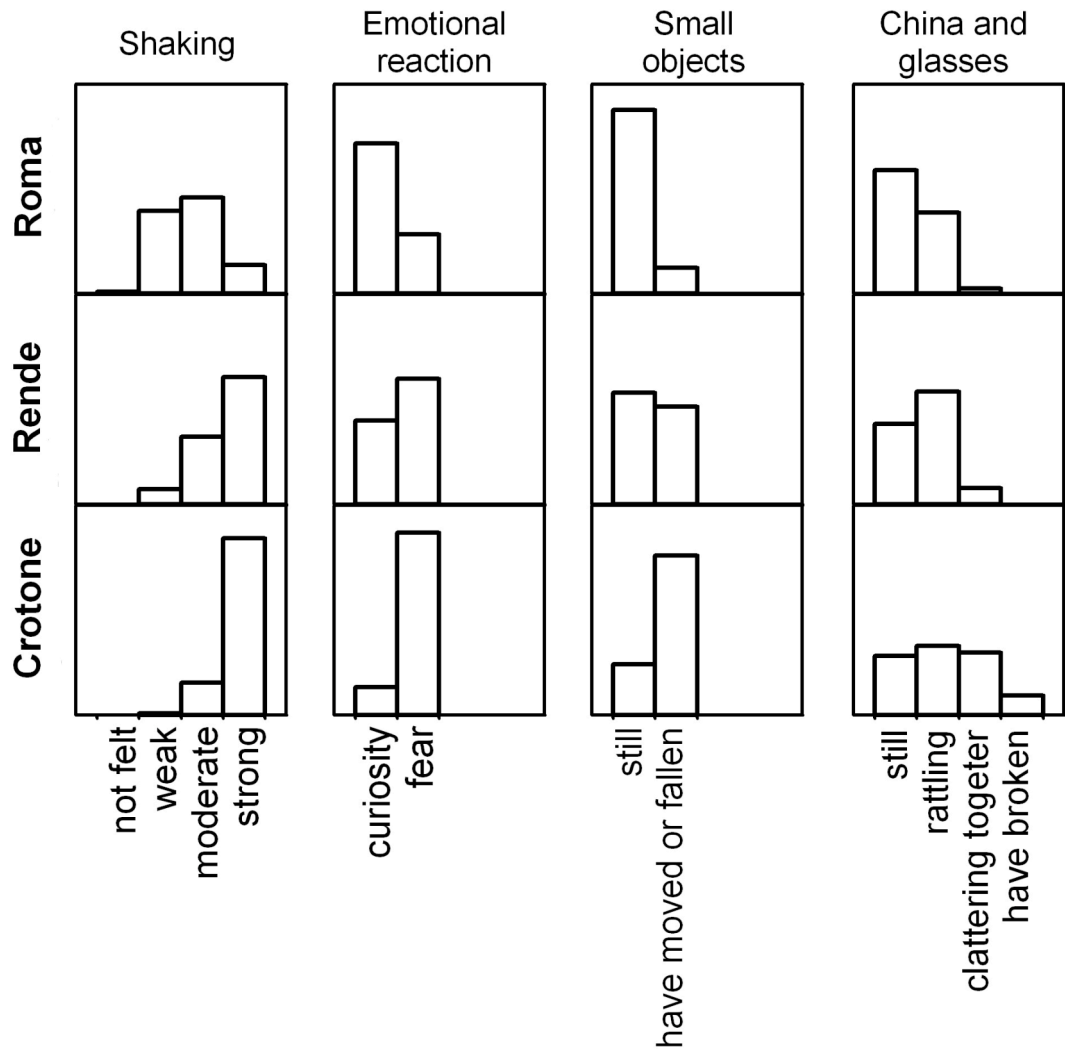 Shaking
Emotional
reaction
Small
objects
China and
glasses
Roma
Rende
Crotone
not felt
weak
moderate
strong
curiosity
fear
still
have moved or fallen
still
rattling
clattering togeter
have broken